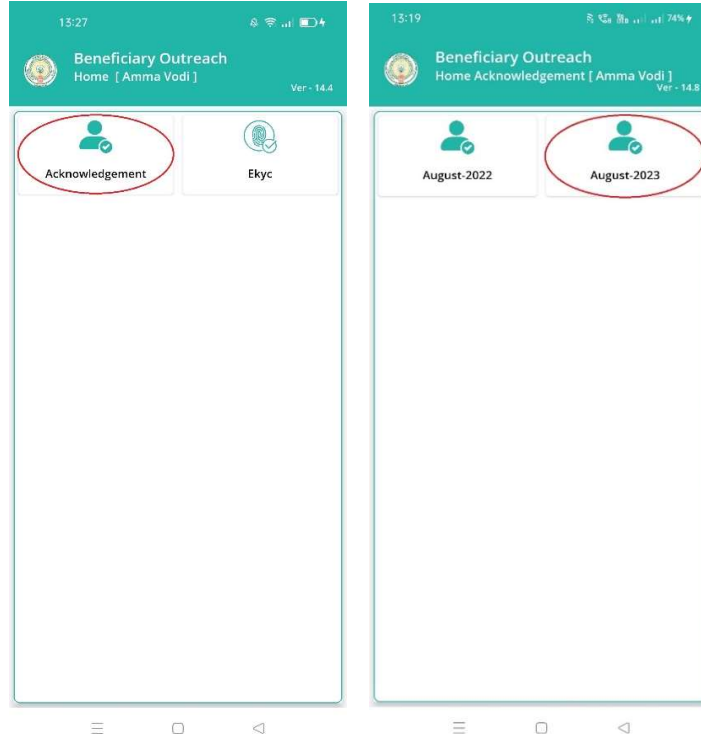 13:27
Beneficiary Outreach
Home [ Amma Vodi ]
Ver - 14.4
Acknowledgement
Ekyc
13:19
74%
Beneficiary Outreach
Home Acknowledgement [ Amma Vodi ]
Ver - 14.8
August-2022
August-2023